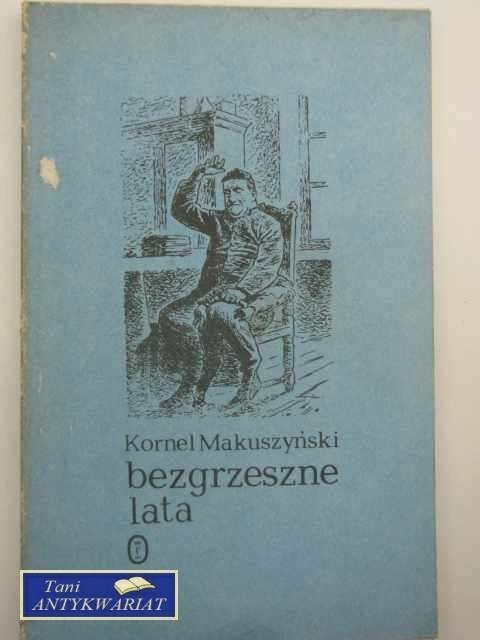 Kornel Makuszyński
bezgrzeszne
lata
Tani
ANTYKWARIAT